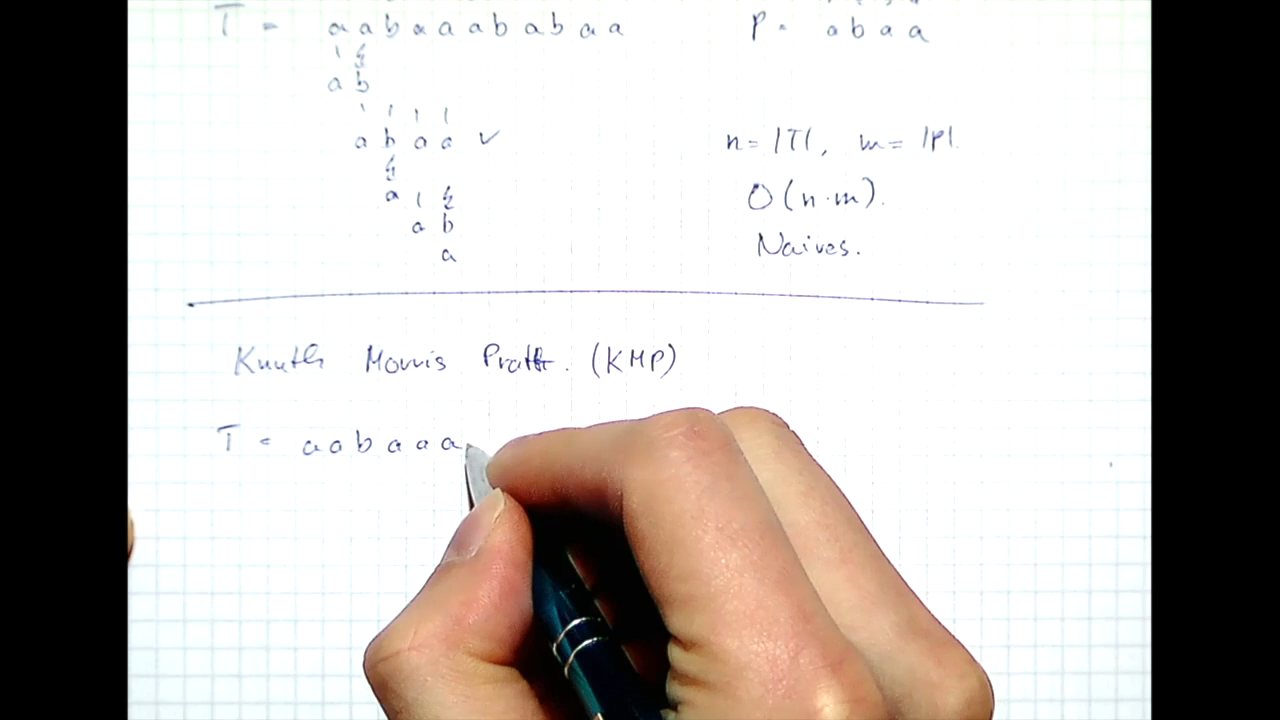 T = aabaaababaa P = abaa
ab
abaa ✓
n = |T|, m = |P|.
a
O(n·m).
ab
Naives.
a
Knuth Morris Pratt. (KMP)
T = aabaaa